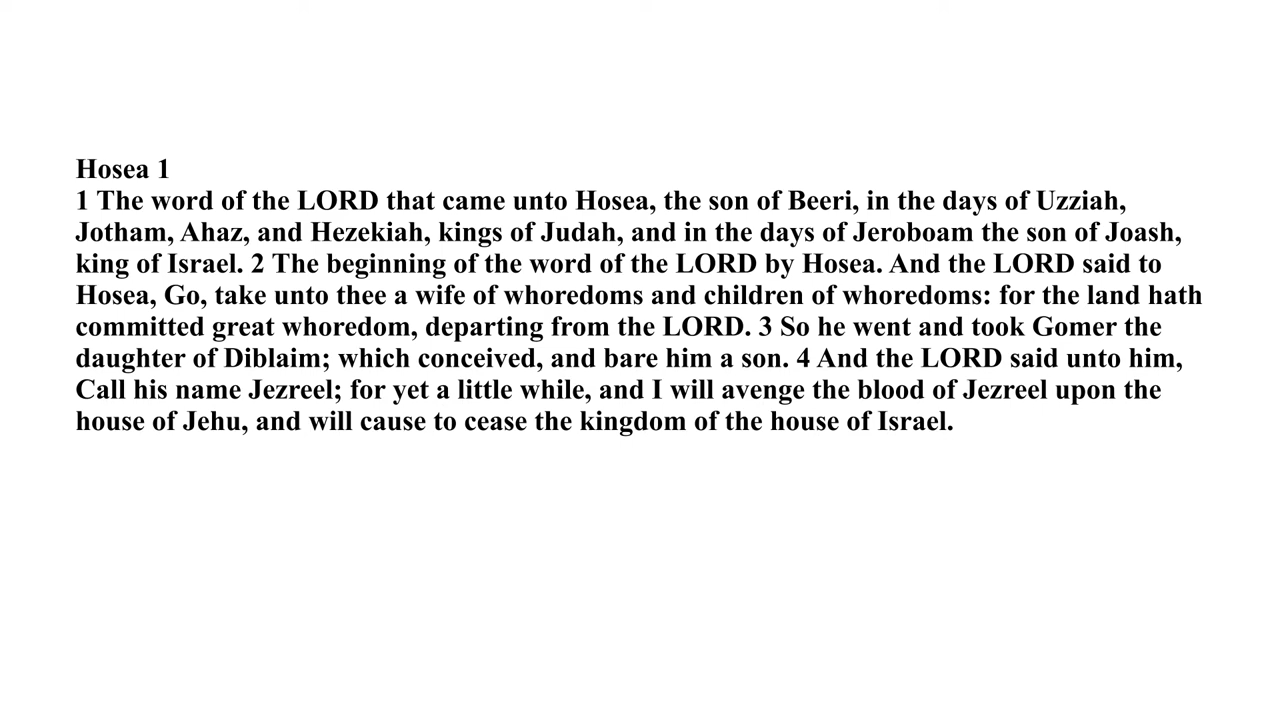 Hosea 1
1 The word of the LORD that came unto Hosea, the son of Beeri, in the days of Uzziah,
Jotham, Ahaz, and Hezekiah, kings of Judah, and in the days of Jeroboam the son of Joash,
king of Israel. 2 The beginning of the word of the LORD by Hosea. And the LORD said to
Hosea, Go, take unto thee a wife of whoredoms and children of whoredoms: for the land hath
committed great whoredom, departing from the LORD. 3 So he went and took Gomer the
daughter of Diblaim; which conceived, and bare him a son. 4 And the LORD said unto him,
Call his name Jezreel; for yet a little while, and I will avenge the blood of Jezreel upon the
house of Jehu, and will cause to cease the kingdom of the house of Israel.